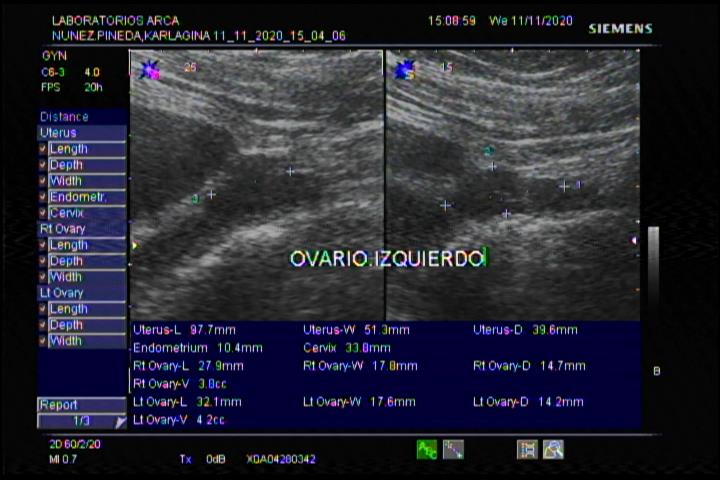 LABORATORIOS ARCA 15:08:59 We 11/11/2020 SIEMENS
NUNEZ.PINEDA,KARLAGINA 11_11_2020_15_04_06
GYN
C6-3 4.0
FPS 20h
25
15
Distance
Uterus
Length
Depth
Width
Endometr.
Cervix
Rt Ovary
Length
Depth
Width
Lt Ovary
Length
Depth
Width
3
2
1
OVARIO.IZQUIERDO
Uterus-L 97.7mm Uterus-W 51.3mm Uterus-D 39.6mm
Endometrium 10.4mm Cervix 33.8mm
Rt Ovary-L 27.9mm Rt Ovary-W 17.8mm Rt Ovary-D 14.7mm
Rt Ovary-V 3.8cc
Lt Ovary-L 32.1mm Lt Ovary-W 17.6mm Lt Ovary-D 14.2mm
Lt Ovary-V 4.2cc
B
Report
1/3
2D 60/2/20
MI 0.7 Tx 0dB XDA04280342